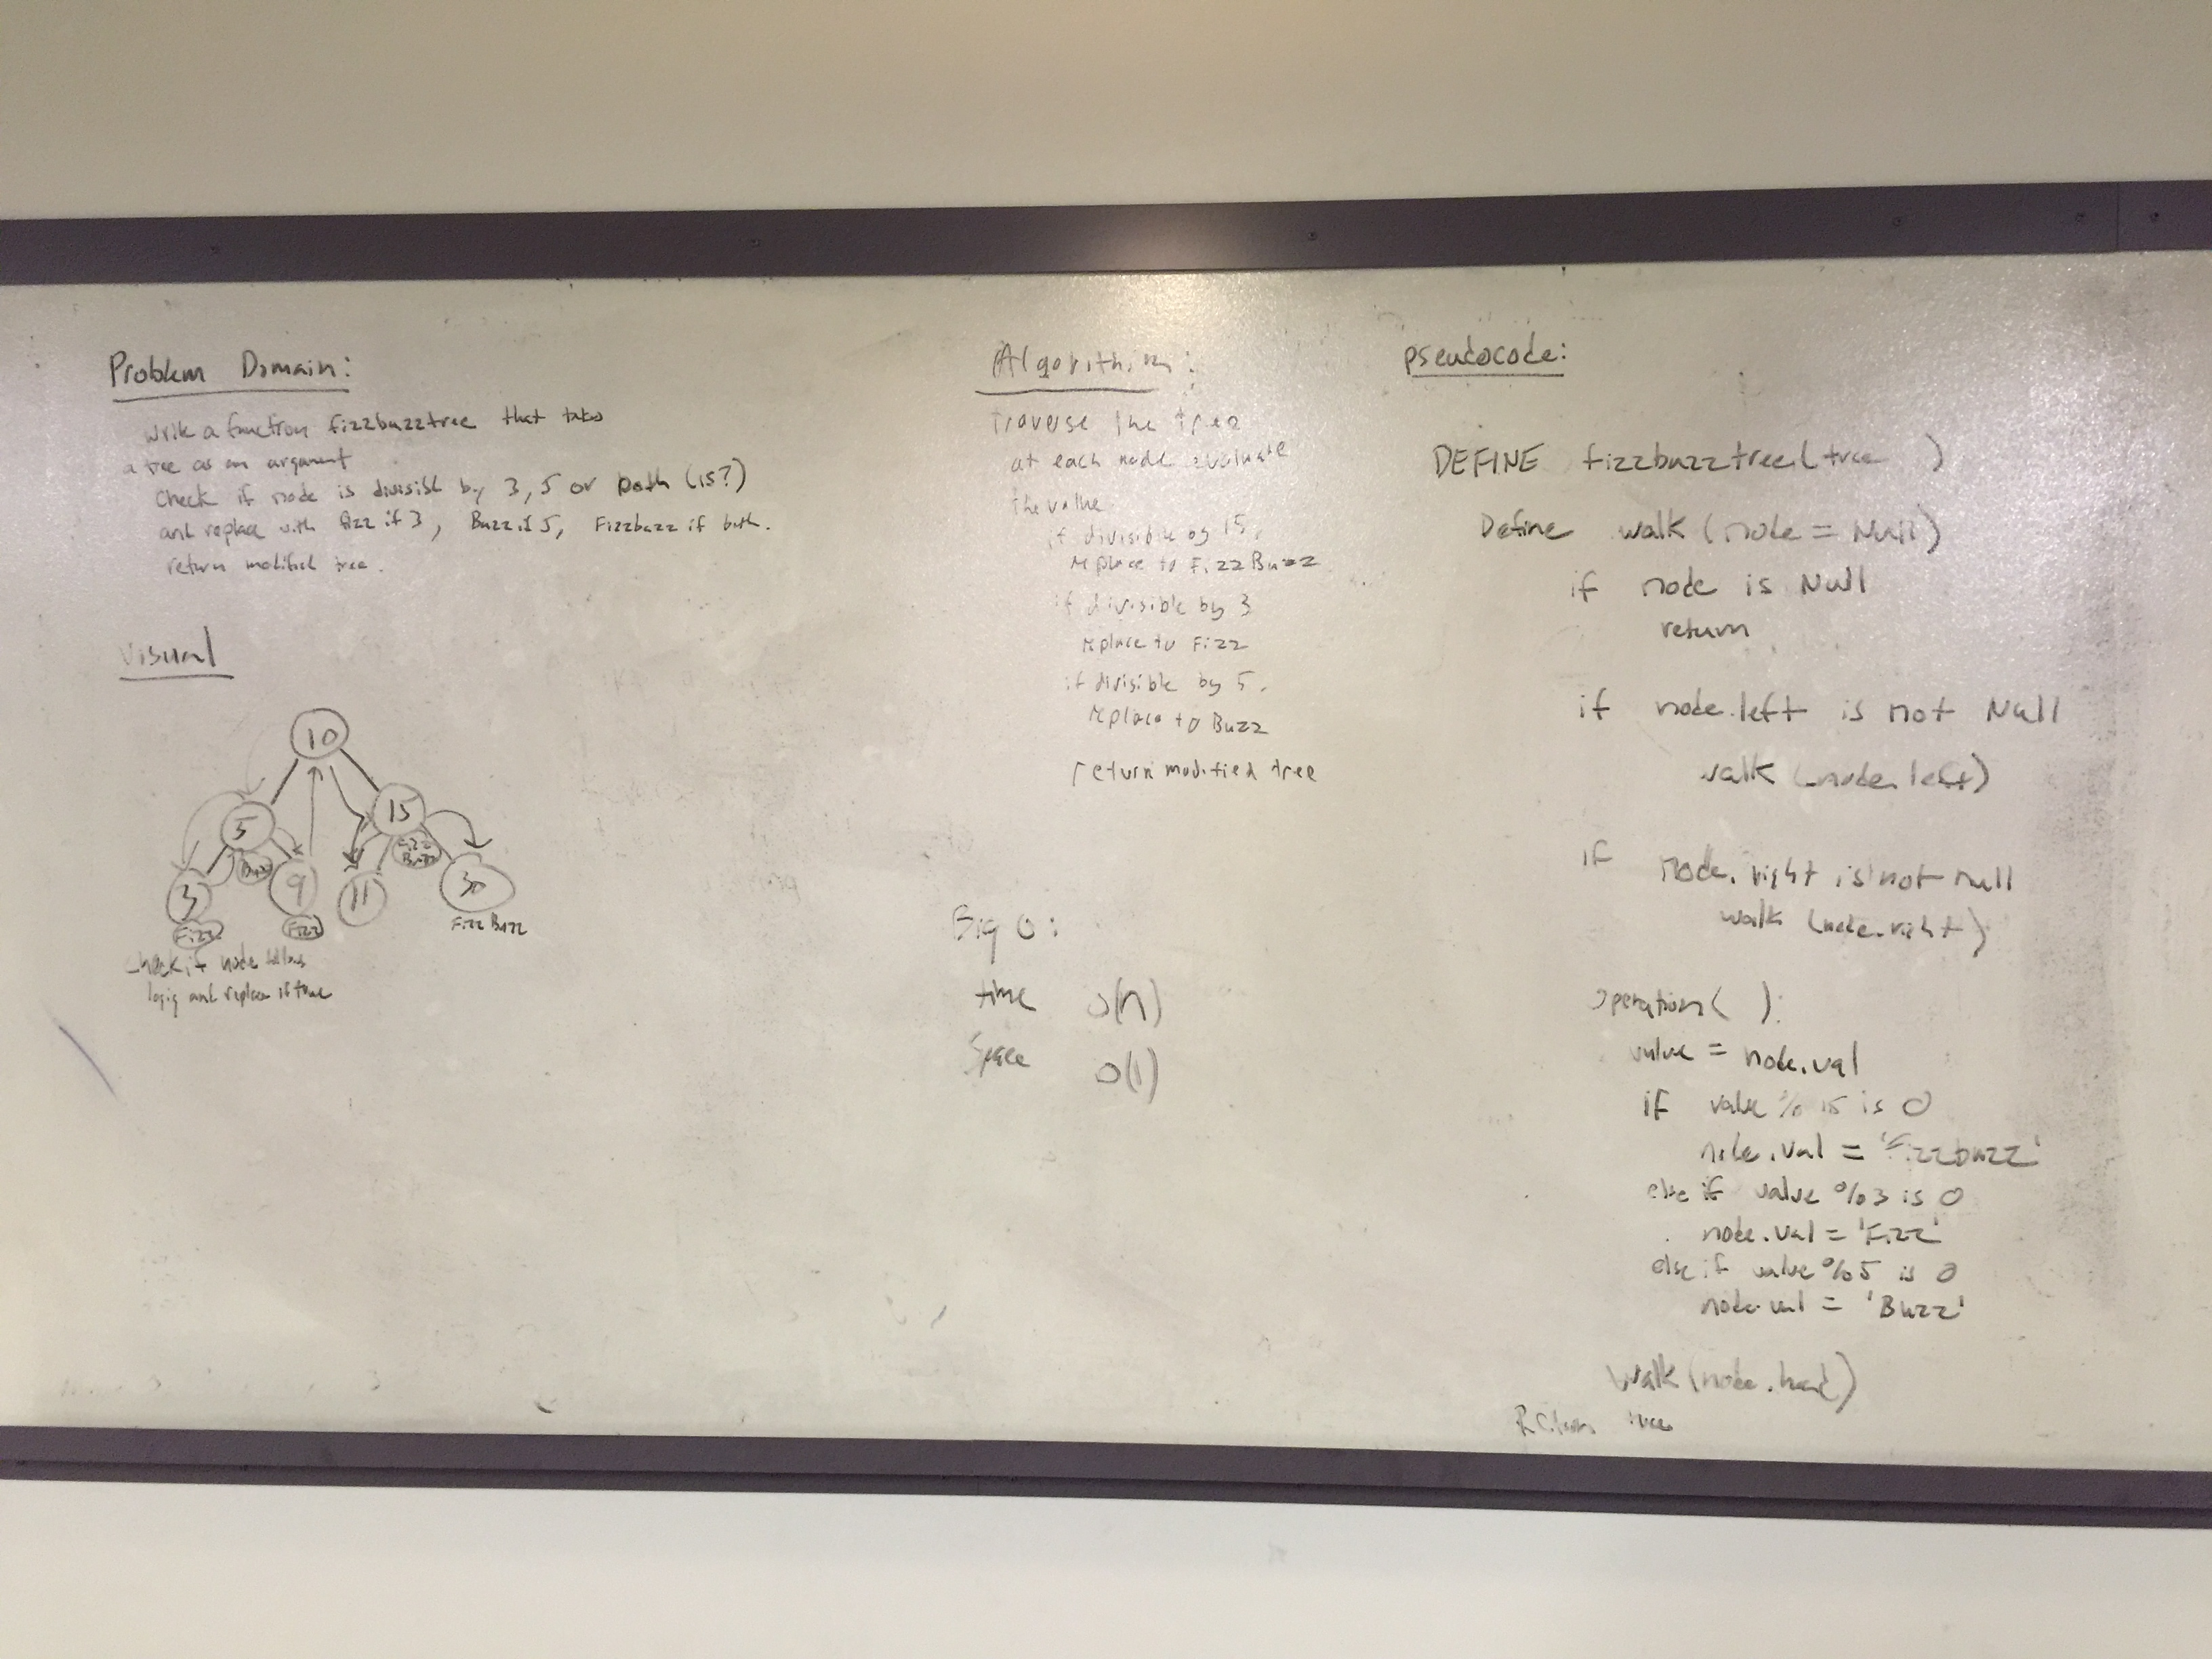 Problem Domain:
Write a function fizzbuzztree that takes
a tree as an argument
Check if node is divisibl by 3, 5 or both (15?)
and replace with fizz if 3, Buzz if 5, Fizzbuzz if both.
return modified tree.
Visual
10
5
15
Buzz
Fizz
Buzz
3
9
11
30
Fizz
Fizz
Fizz Buzz
Check if node
logig and replace if true
Algorithim:
Traverse the tree
at each node evaluate
the value
if divisible by 15,
replace to FizzBuzz
if divisible by 3
replace to Fizz
if divisible by 5,
replace to Buzz
return modified tree
Big O:
time O(n)
Space O(1)
pseudocode:
DEFINE fizzbuzztree(tree )
Define walk (node = Null)
if node is Null
return
if node.left is not Null
walk (node.left)
if node.right is not null
walk (node.right)
operation( ):
value = node.val
if value % 15 is 0
node.val = 'Fizzbuzz'
else if value %3 is 0
node.val = 'Fizz'
else if value %5 is 0
node.val = 'Buzz'
walk (node.head)
Return tree